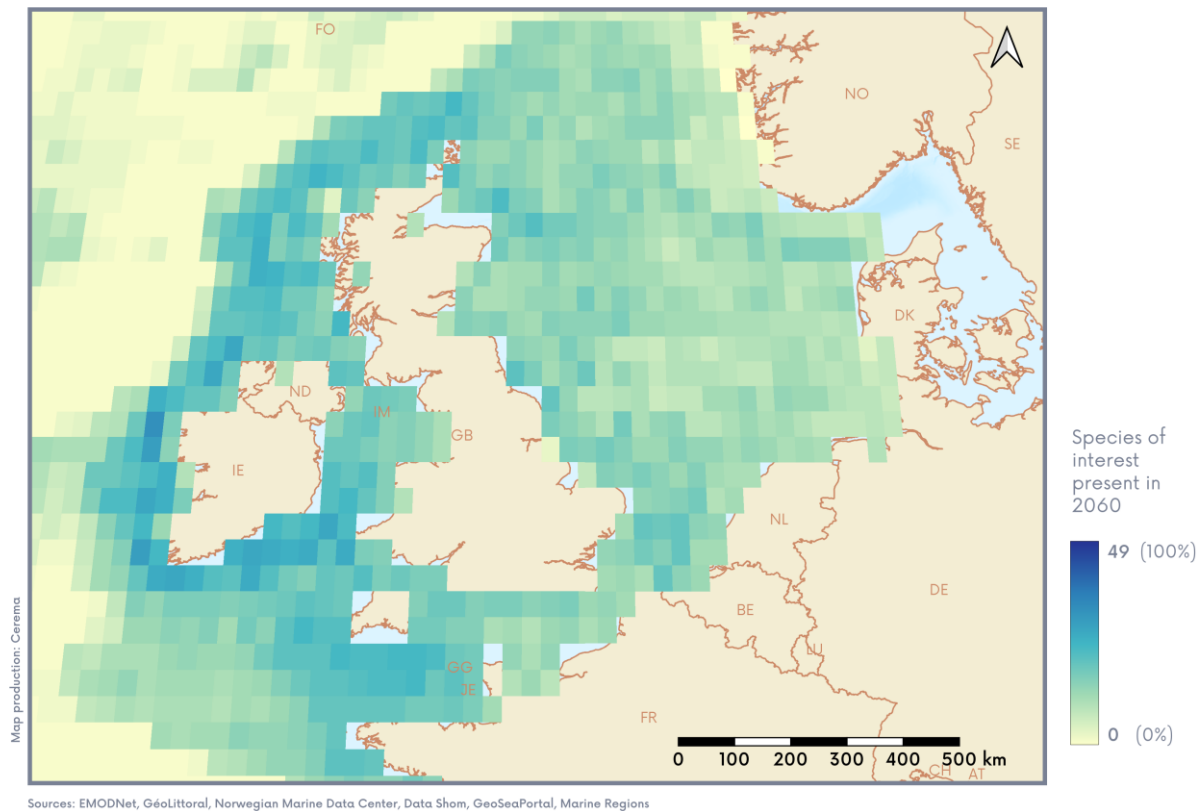 FO
NO
SE
DK
ND
IM
GB
IE
NL
DE
BE
LU
GG
JE
FR
CH
AT
0 100 200 300 400 500 km
Species of
interest
present in
2060
49 (100%)
0 (0%)
Map production: Cerema
Sources: EMODNet, GéoLittoral, Norwegian Marine Data Center, Data Shom, GeoSeaPortal, Marine Regions